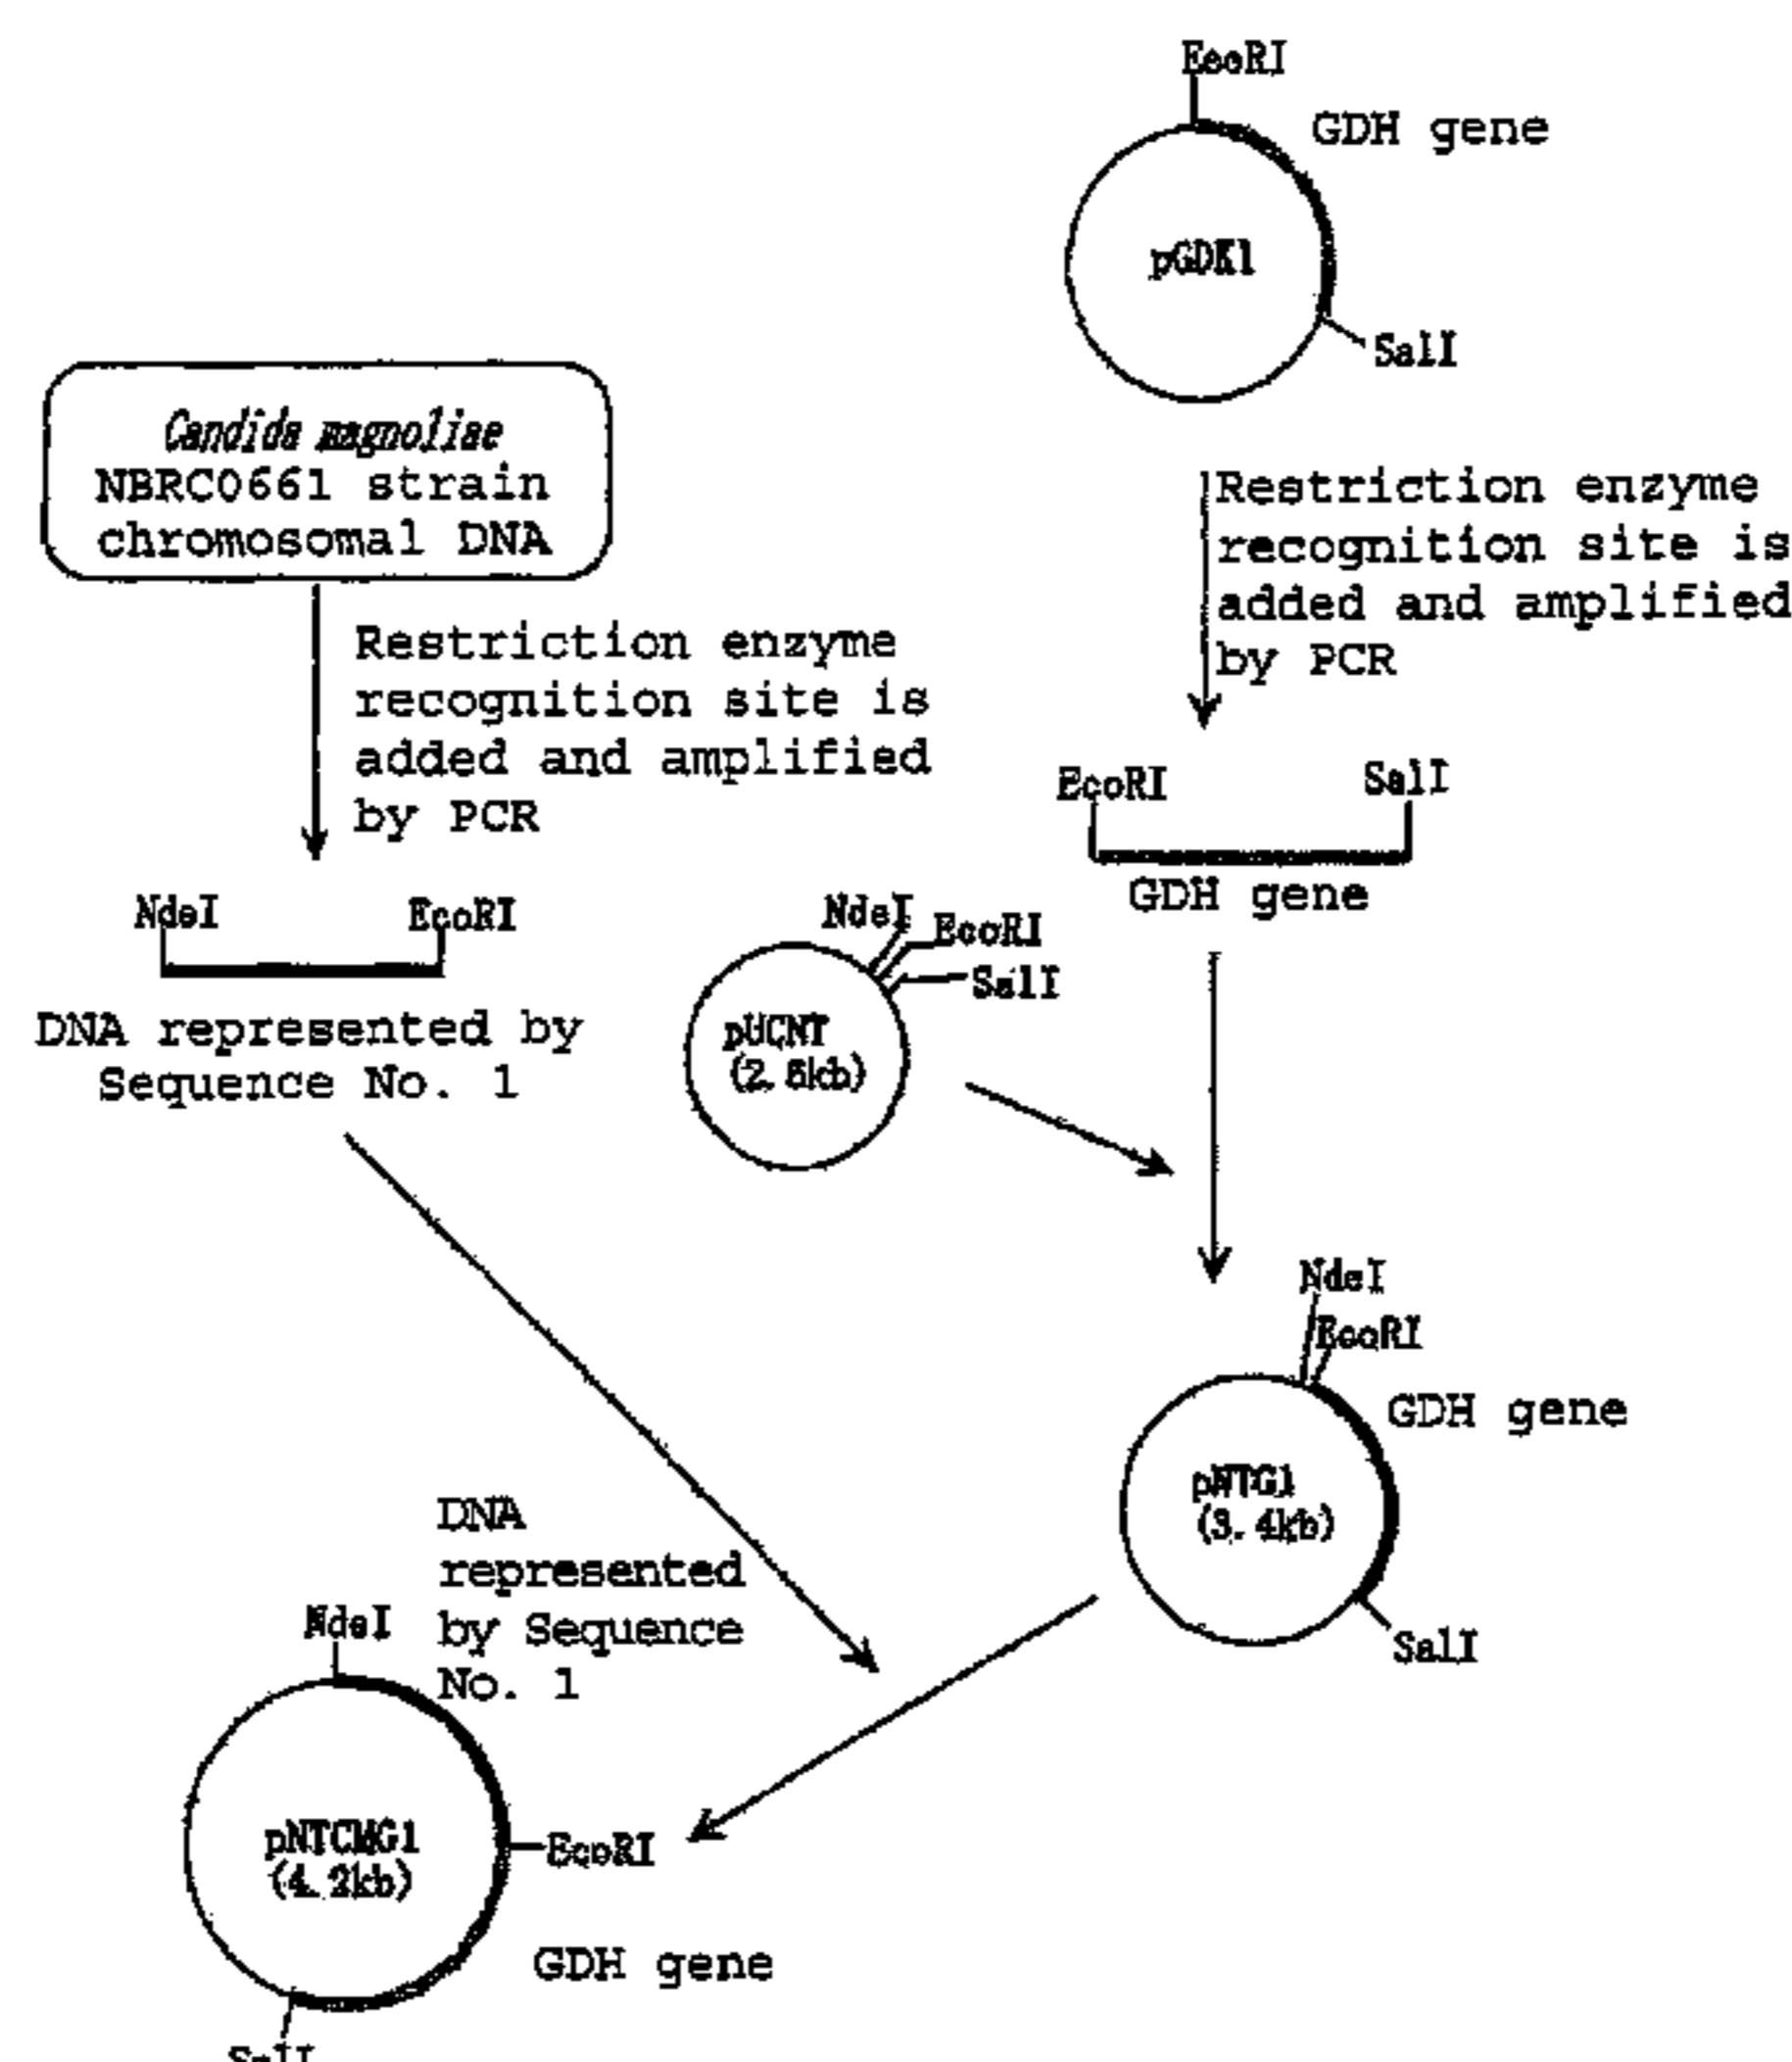 EcoRI
GDH gene
pGDK1
SalI
Candida magnoliae
NBRC0661 strain
chromosomal DNA
Restriction enzyme
recognition site is
added and amplified
by PCR
Restriction enzyme
recognition site is
added and amplified
by PCR
EcoRI
SalI
GDH gene
NdeI
EcoRI
DNA represented by
Sequence No. 1
NdeI
EcoRI
SalI
pUCNT
NdeI
EcoRI
GDH gene
pNTG1
(3.4kb)
SalI
DNA
represented
by Sequence
No. 1
NdeI
pNTCMG1
(4.2kb)
EcoRI
GDH gene
SalI